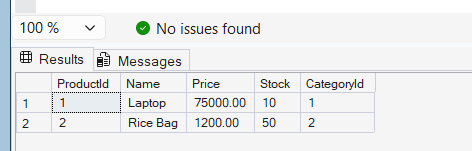 100 % No issues found
Results Messages
ProductId Name Price Stock CategoryId
1 1 Laptop 75000.00 10 1
2 2 Rice Bag 1200.00 50 2